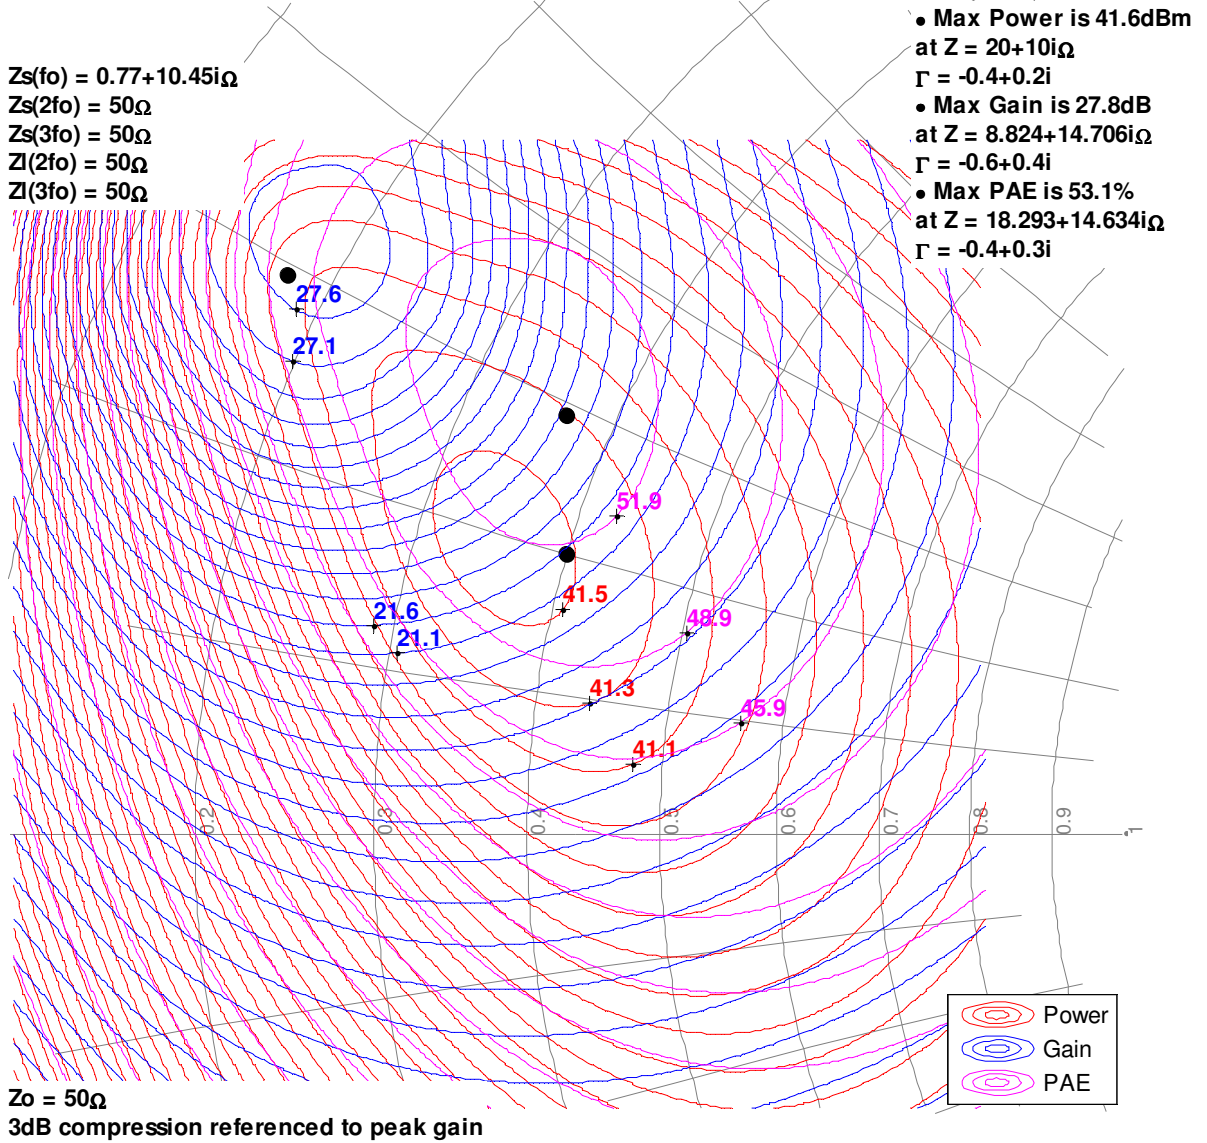 • Max Power is 41.6dBm
at Z = 20+10iΩ
Γ = -0.4+0.2i
• Max Gain is 27.8dB
at Z = 8.824+14.706iΩ
Γ = -0.6+0.4i
• Max PAE is 53.1%
at Z = 18.293+14.634iΩ
Γ = -0.4+0.3i
Zs(fo) = 0.77+10.45iΩ
Zs(2fo) = 50Ω
Zs(3fo) = 50Ω
Zl(2fo) = 50Ω
Zl(3fo) = 50Ω
27.6
27.1
51.9
41.5
21.6
48.9
21.1
41.3
45.9
41.1
0.2
0.3
0.4
0.5
0.6
0.7
0.8
0.9
1
Power
Gain
PAE
Zo = 50Ω
3dB compression referenced to peak gain